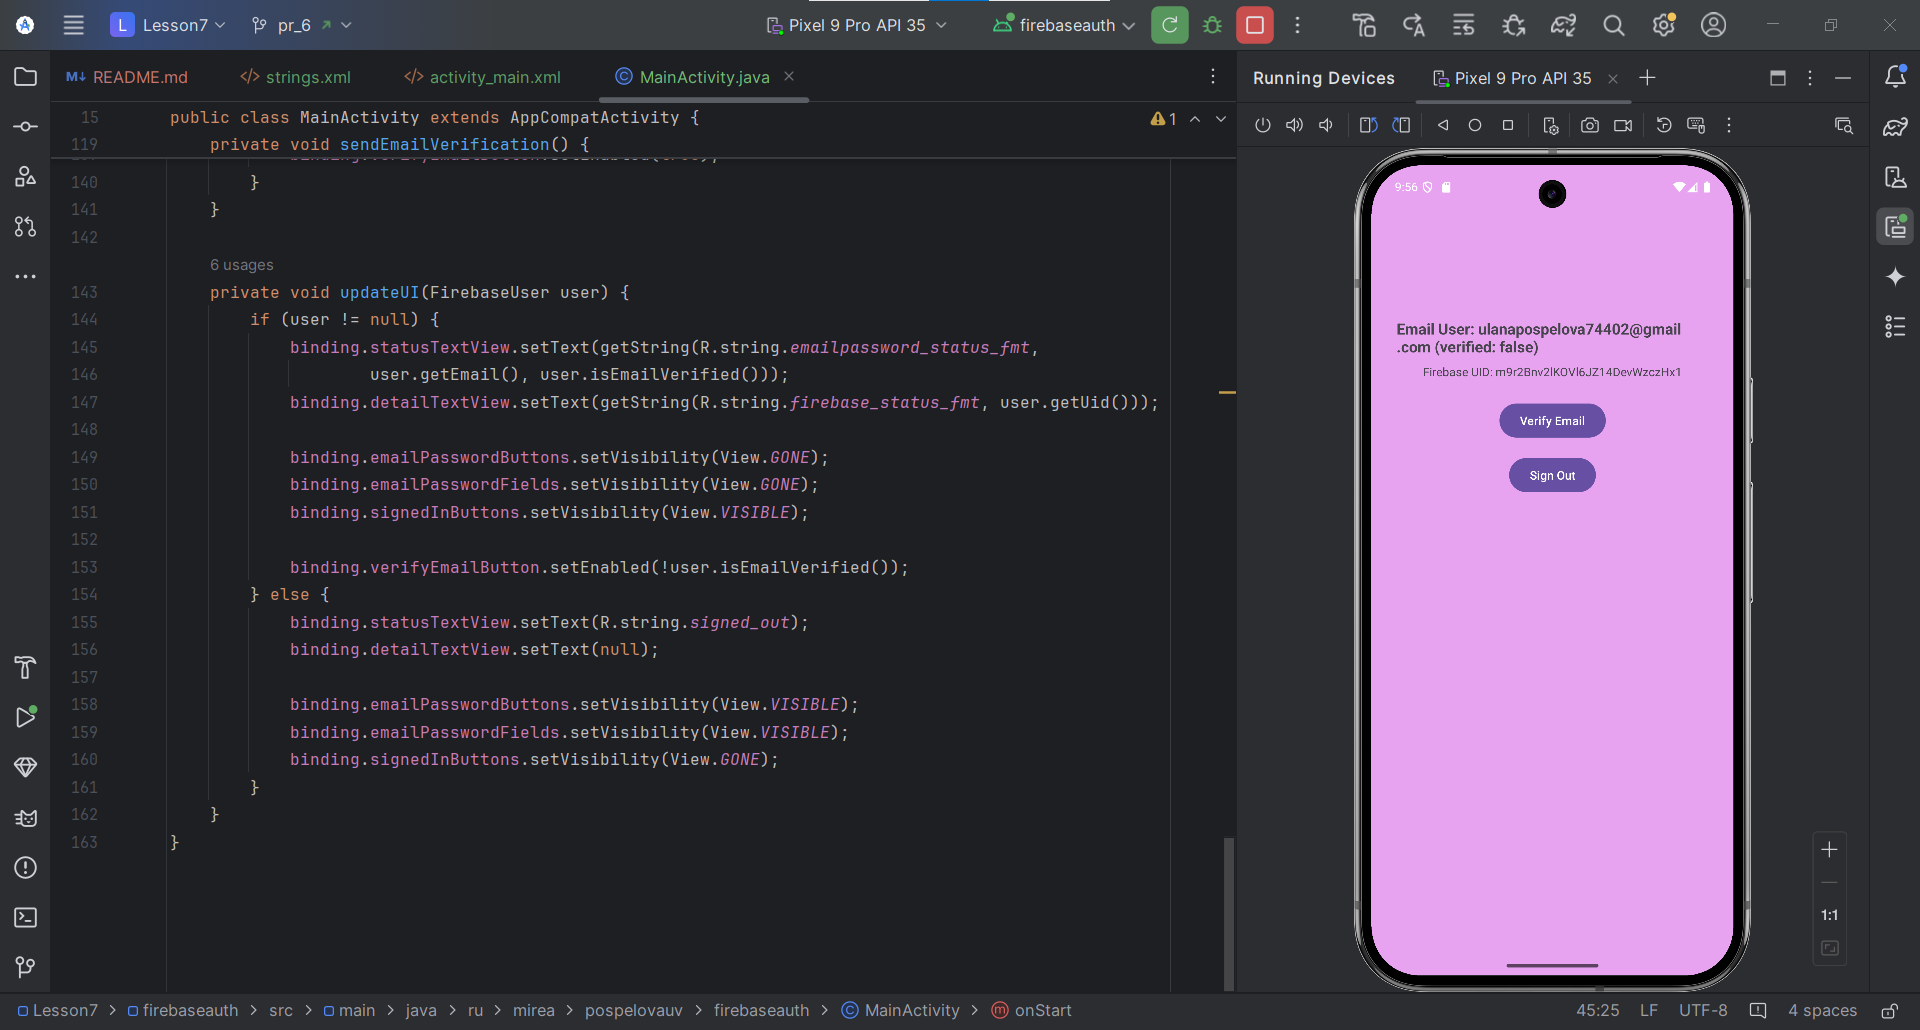 L Lesson7 pr_6 Pixel 9 Pro API 35 firebaseauth
README.md strings.xml activity_main.xml MainActivity.java
Running Devices Pixel 9 Pro API 35
15 public class MainActivity extends AppCompatActivity {
119 private void sendEmailVerification() {
1
140 }
141 }
142
6 usages
143 private void updateUI(FirebaseUser user) {
144 if (user != null) {
145 binding.statusTextView.setText(getString(R.string.emailpassword_status_fmt,
146 user.getEmail(), user.isEmailVerified()));
147 binding.detailTextView.setText(getString(R.string.firebase_status_fmt, user.getUid()));
148
149 binding.emailPasswordButtons.setVisibility(View.GONE);
150 binding.emailPasswordFields.setVisibility(View.GONE);
151 binding.signedInButtons.setVisibility(View.VISIBLE);
152
153 binding.verifyEmailButton.setEnabled(!user.isEmailVerified());
154 } else {
155 binding.statusTextView.setText(R.string.signed_out);
156 binding.detailTextView.setText(null);
157
158 binding.emailPasswordButtons.setVisibility(View.VISIBLE);
159 binding.emailPasswordFields.setVisibility(View.VISIBLE);
160 binding.signedInButtons.setVisibility(View.GONE);
161 }
162 }
163 }
9:56
Email User: ulanapospelova74402@gmail
.com (verified: false)
Firebase UID: m9r2Bnv2lKOVl6JZ14DevWzczHx1
Verify Email
Sign Out
1:1
Lesson7 > firebaseauth > src > main > java > ru > mirea > pospelovauv > firebaseauth > MainActivity > onStart
45:25 LF UTF-8 4 spaces